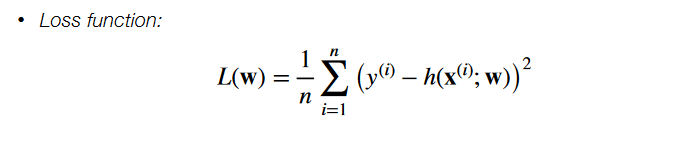 • Loss function:
L(w) = 1/n ∑_{i=1}^{n} (y^{(i)} – h(x^{(i)}; w))^2